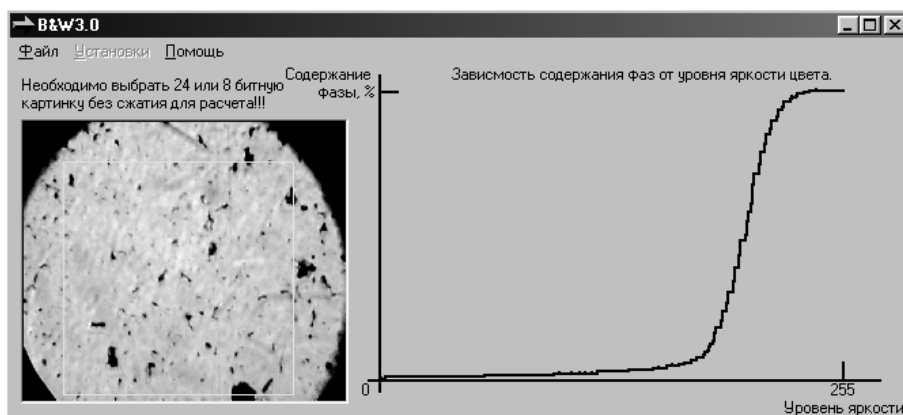 B&W3.0
Файл Установки Помощь
Необходимо выбрать 24 или 8 битную
картинку без сжатия для расчета!!!
Содержание
фазы, %
Зависмость содержания фаз от уровня яркости цвета.
0
255
Уровень яркости